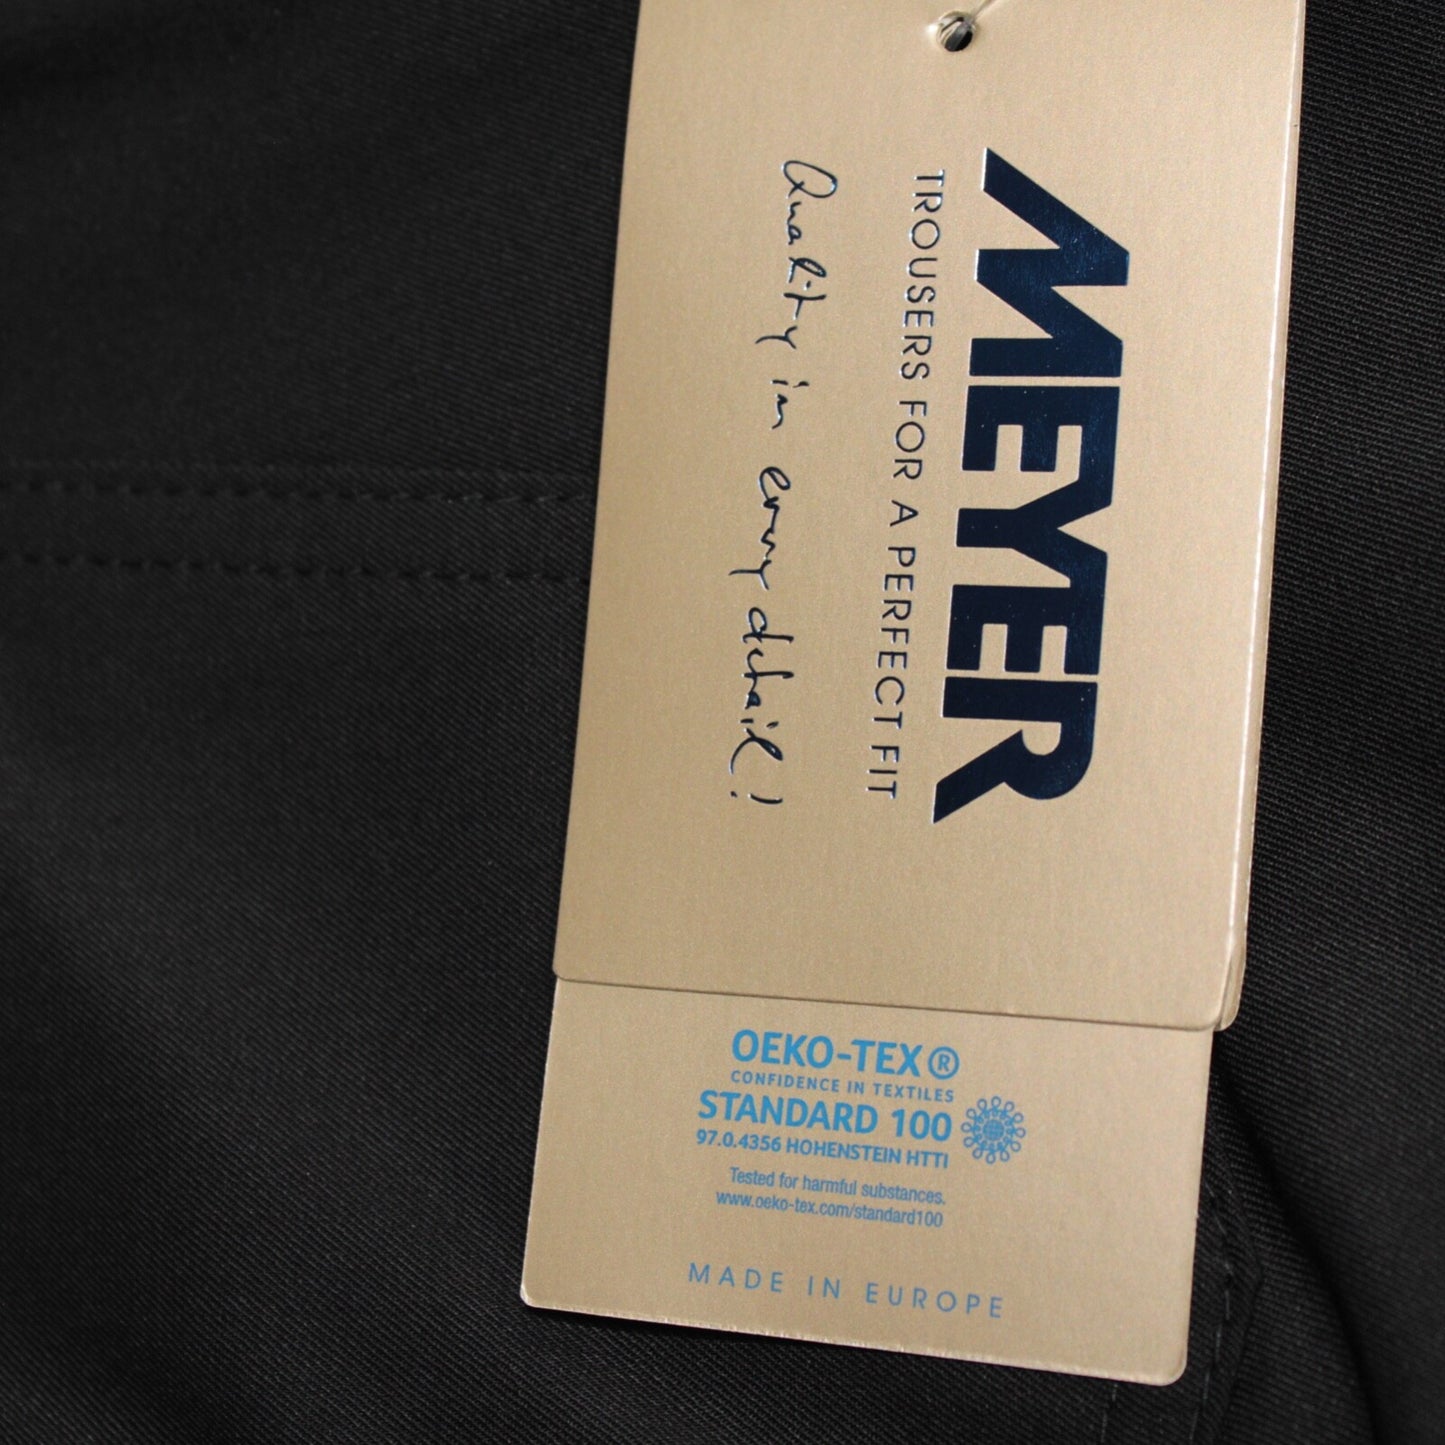 MEYER
TROUSERS FOR A PERFECT FIT
Quality in every detail!
OEKO-TEX®
CONFIDENCE IN TEXTILES
STANDARD 100
97.0.4356 HOHENSTEIN HTTI
Tested for harmful substances.
www.oeko-tex.com/standard100
MADE IN EUROPE